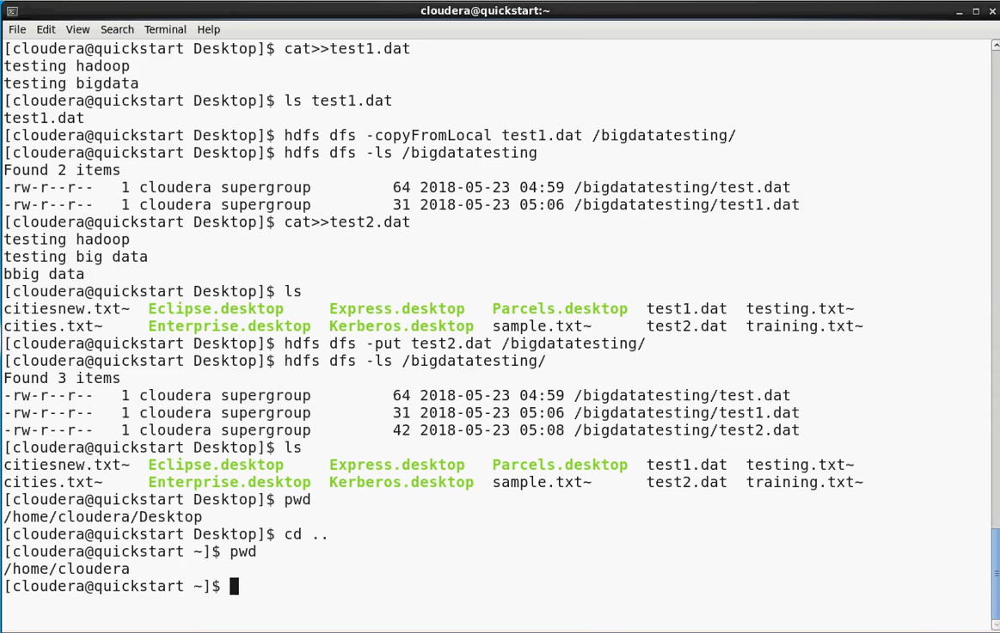 cloudera@quickstart:~
File Edit View Search Terminal Help
[cloudera@quickstart Desktop]$ cat>>test1.dat
testing hadoop
testing bigdata
[cloudera@quickstart Desktop]$ ls test1.dat
test1.dat
[cloudera@quickstart Desktop]$ hdfs dfs -copyFromLocal test1.dat /bigdatatesting/
[cloudera@quickstart Desktop]$ hdfs dfs -ls /bigdatatesting
Found 2 items
-rw-r--r--   1 cloudera supergroup         64 2018-05-23 04:59 /bigdatatesting/test.dat
-rw-r--r--   1 cloudera supergroup         31 2018-05-23 05:06 /bigdatatesting/test1.dat
[cloudera@quickstart Desktop]$ cat>>test2.dat
testing hadoop
testing big data
bbig data
[cloudera@quickstart Desktop]$ ls
citiesnew.txt~  Eclipse.desktop     Express.desktop   Parcels.desktop  test1.dat  testing.txt~
cities.txt~     Enterprise.desktop  Kerberos.desktop  sample.txt~      test2.dat  training.txt~
[cloudera@quickstart Desktop]$ hdfs dfs -put test2.dat /bigdatatesting/
[cloudera@quickstart Desktop]$ hdfs dfs -ls /bigdatatesting/
Found 3 items
-rw-r--r--   1 cloudera supergroup         64 2018-05-23 04:59 /bigdatatesting/test.dat
-rw-r--r--   1 cloudera supergroup         31 2018-05-23 05:06 /bigdatatesting/test1.dat
-rw-r--r--   1 cloudera supergroup         42 2018-05-23 05:08 /bigdatatesting/test2.dat
[cloudera@quickstart Desktop]$ ls
citiesnew.txt~  Eclipse.desktop     Express.desktop   Parcels.desktop  test1.dat  testing.txt~
cities.txt~     Enterprise.desktop  Kerberos.desktop  sample.txt~      test2.dat  training.txt~
[cloudera@quickstart Desktop]$ pwd
/home/cloudera/Desktop
[cloudera@quickstart Desktop]$ cd ..
[cloudera@quickstart ~]$ pwd
/home/cloudera
[cloudera@quickstart ~]$